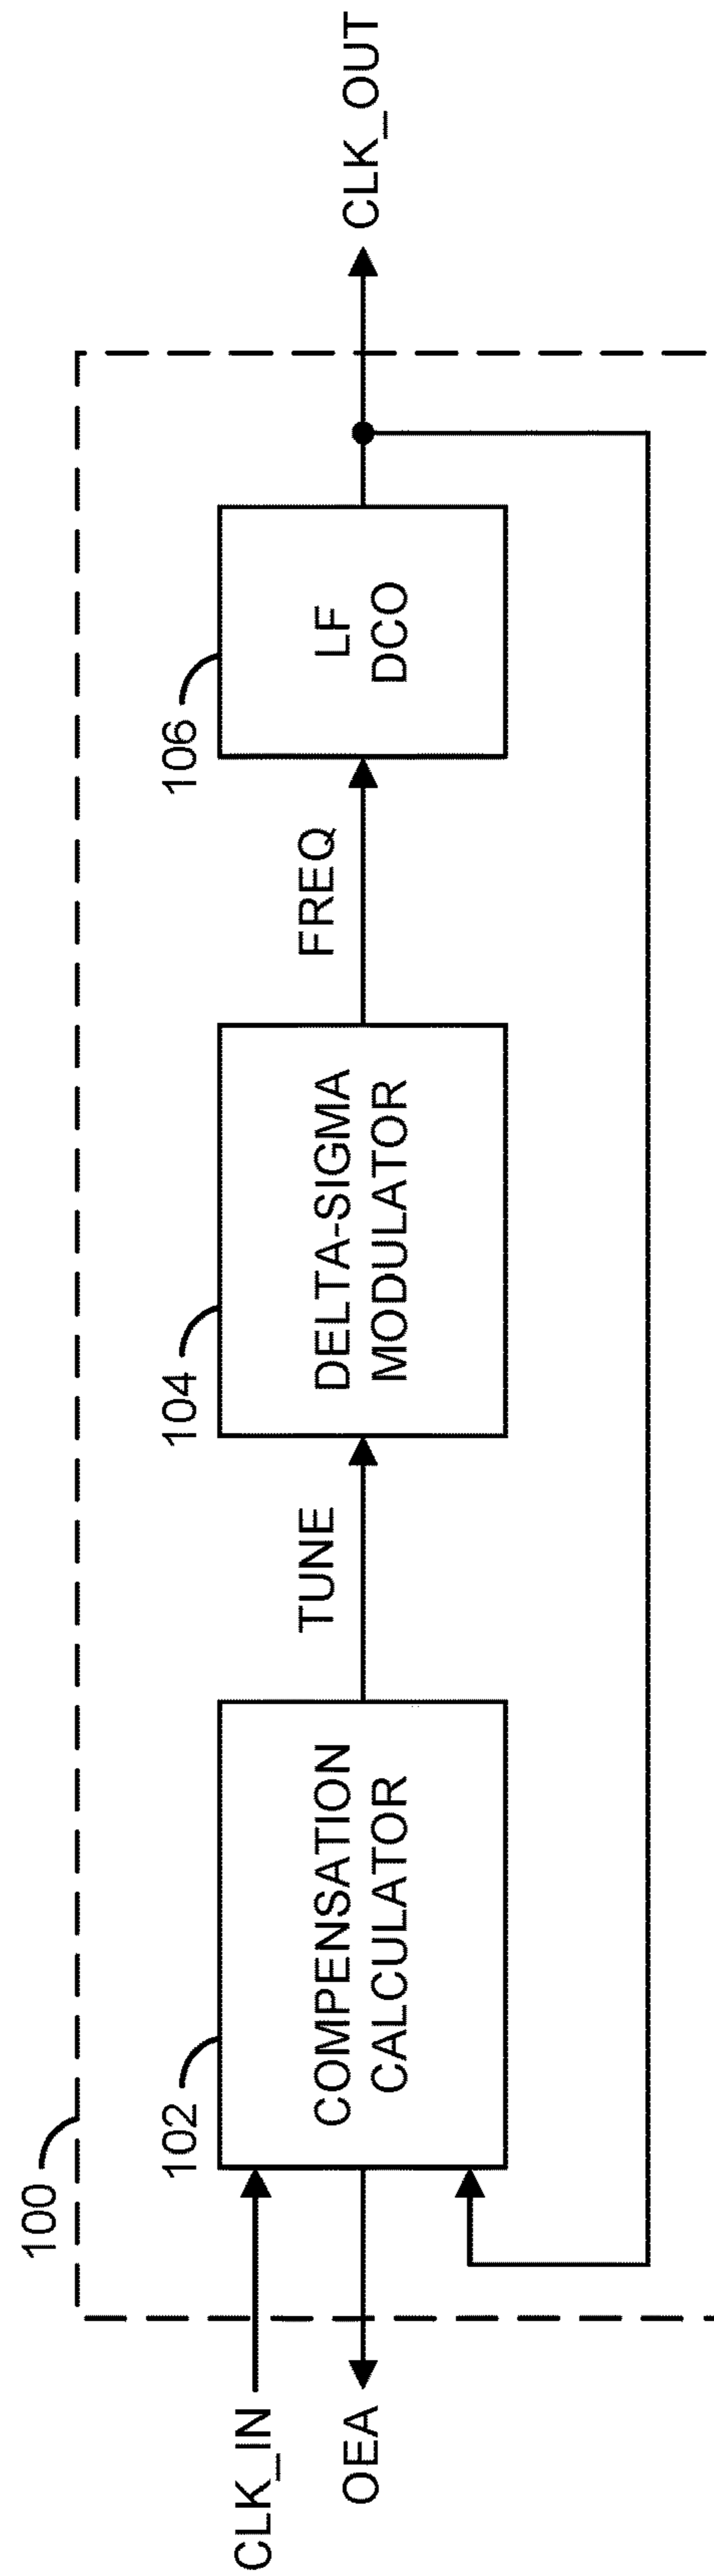 100
102
104
106
CLK_IN
OEA
COMPENSATION
CALCULATOR
TUNE
DELTA-SIGMA
MODULATOR
FREQ
LF
DCO
CLK_OUT